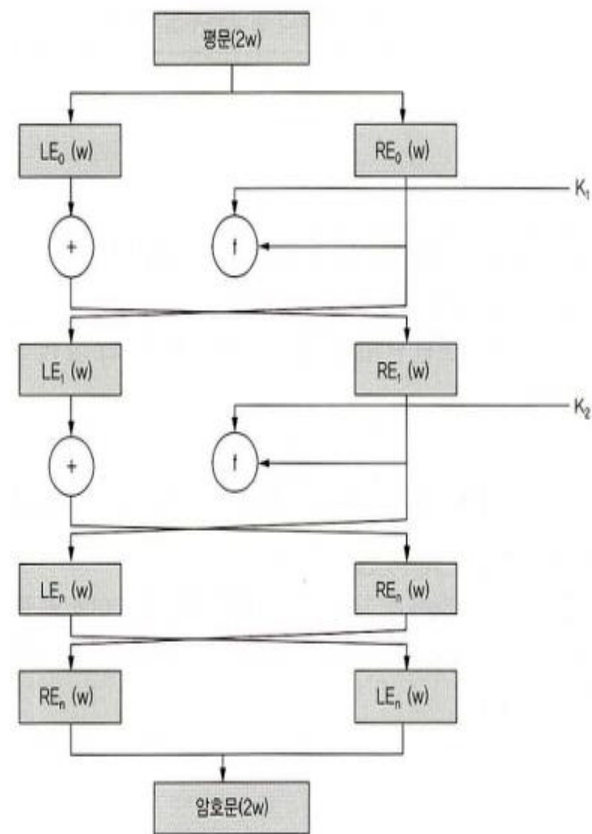 평문(2w)
LE₀ (w)
RE₀ (w)
K₁
+
f
LE₁ (w)
RE₁ (w)
K₂
+
f
LEₙ (w)
REₙ (w)
REₙ (w)
LEₙ (w)
암호문(2w)